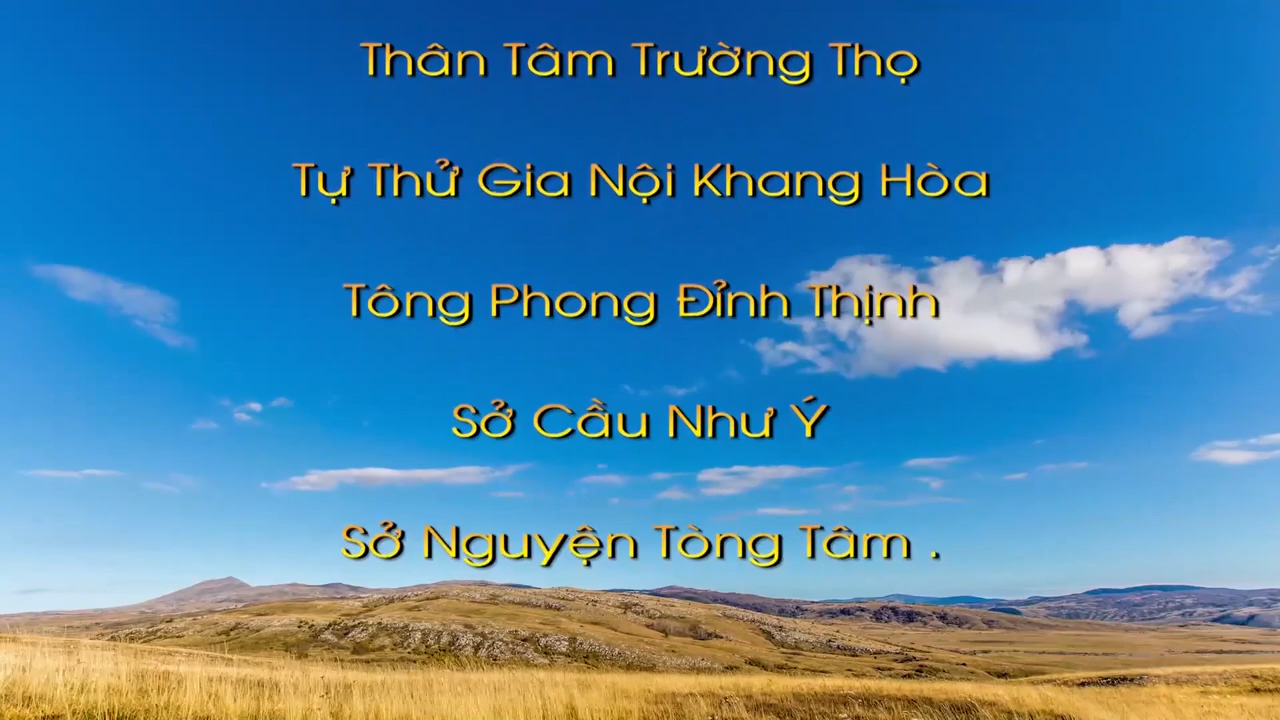 Thân Tâm Trường Thọ
Tự Thử Gia Nội Khang Hòa
Tông Phong Đỉnh Thịnh
Sở Cầu Như Ý
Sở Nguyện Tòng Tâm .